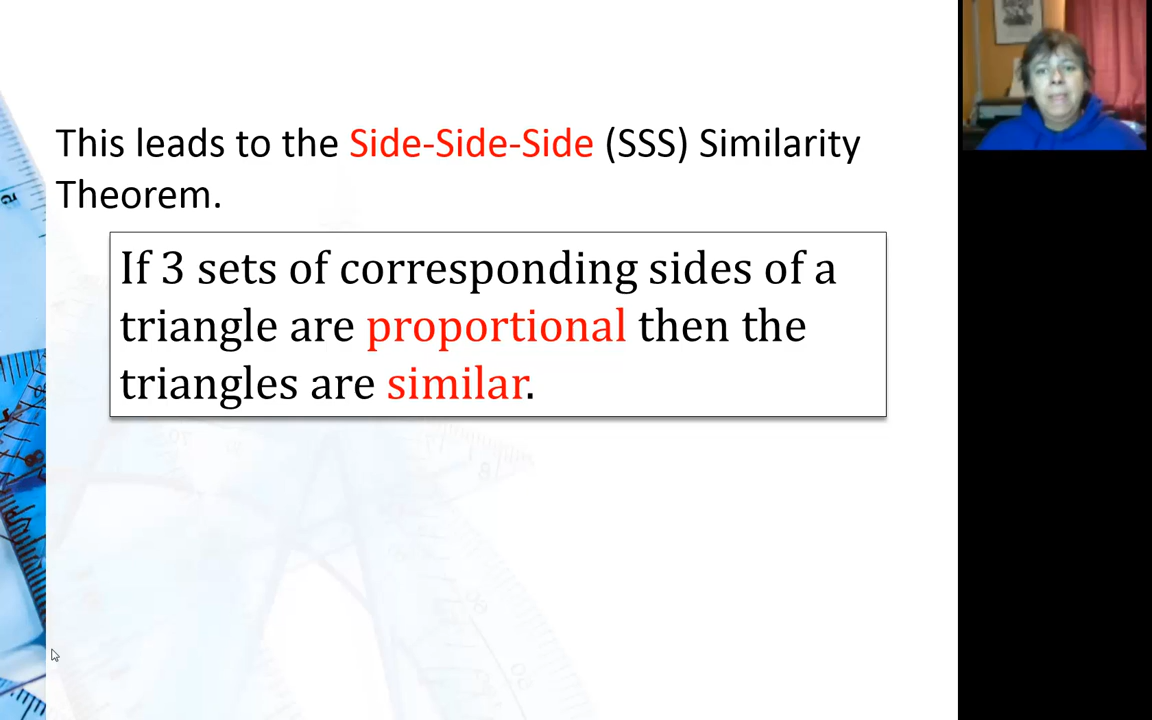 This leads to the Side-Side-Side (SSS) Similarity
Theorem.
If 3 sets of corresponding sides of a
triangle are proportional then the
triangles are similar.